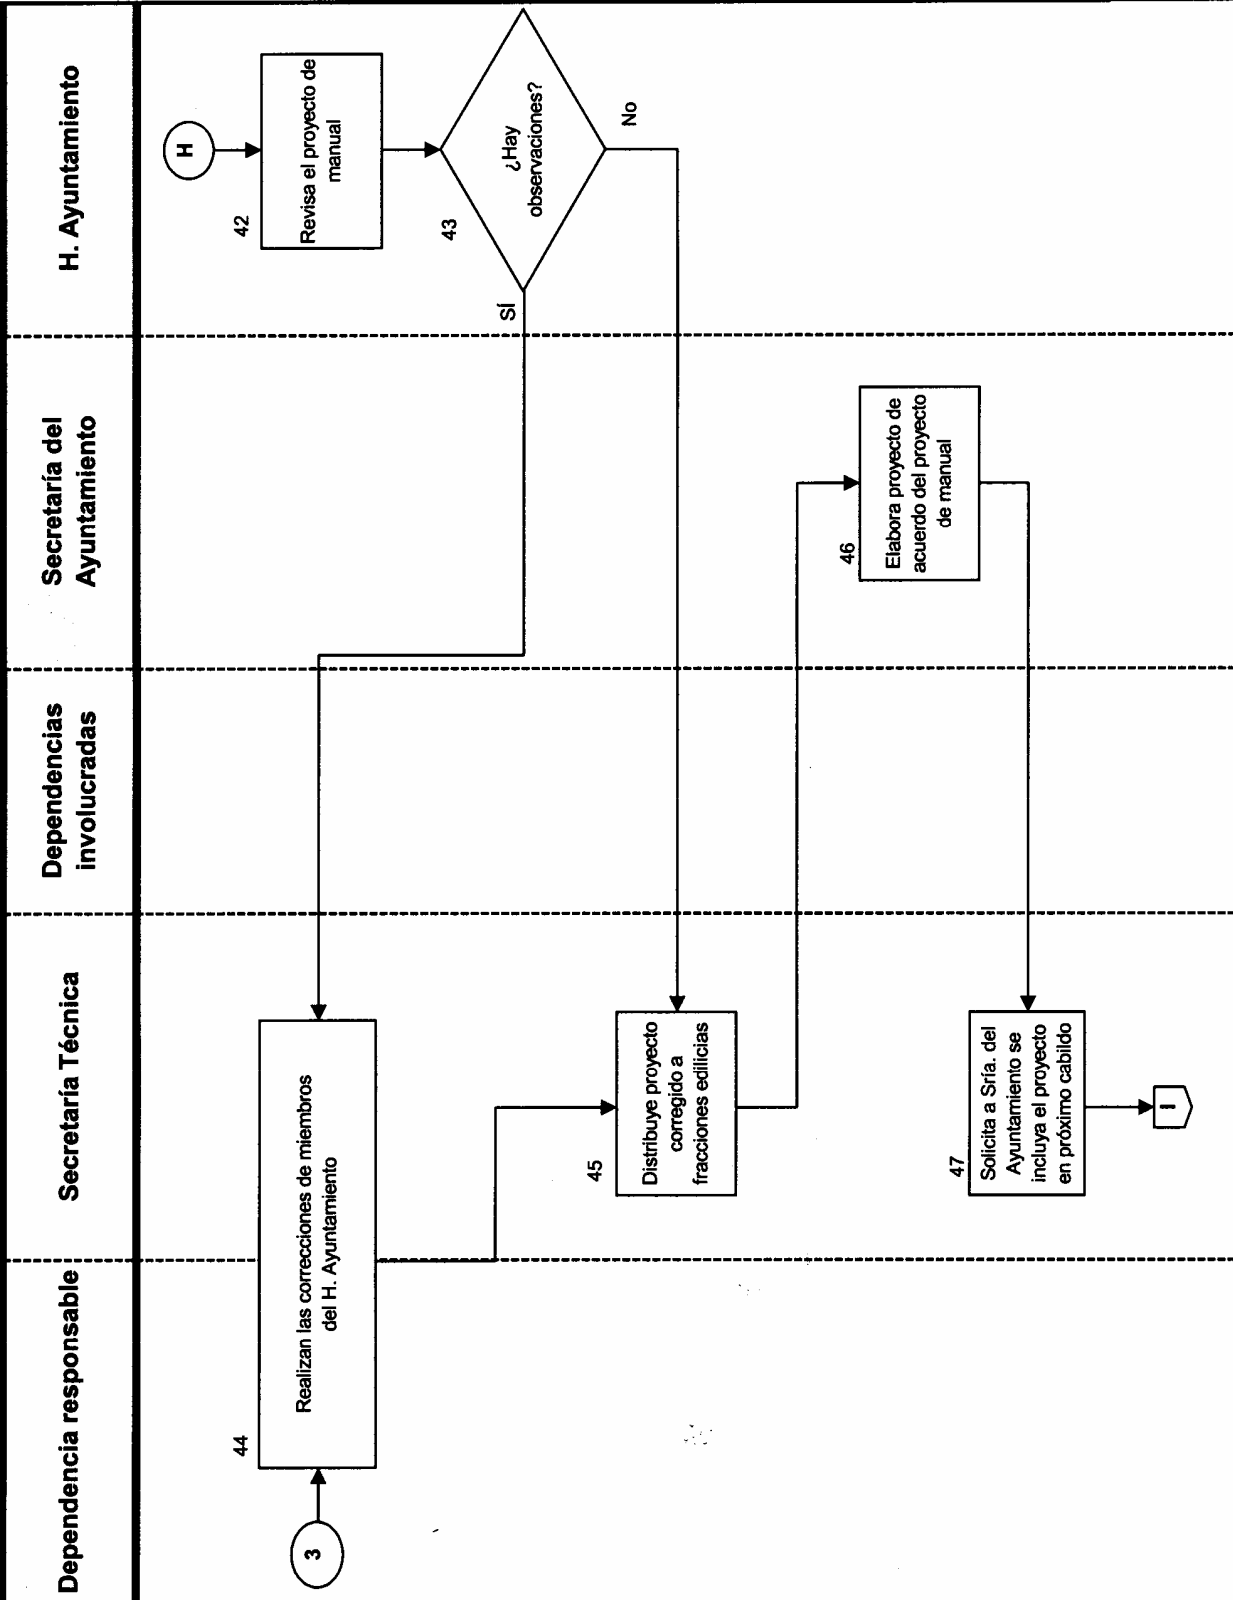 Dependencia responsable
Secretaría Técnica
Dependencias
involucradas
Secretaría del
Ayuntamiento
H. Ayuntamiento
H
42
Revisa el proyecto de
manual
43
¿Hay
observaciones?
SÍ
No
3
44
Realizan las correcciones de miembros
del H. Ayuntamiento
45
Distribuye proyecto
corregido a
fracciones edilicias
46
Elabora proyecto de
acuerdo del proyecto
de manual
47
Solicita a Sría. del
Ayuntamiento se
incluya el proyecto
en próximo cabildo
I